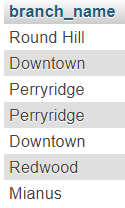 branch_name
Round Hill
Downtown
Perryridge
Perryridge
Downtown
Redwood
Mianus